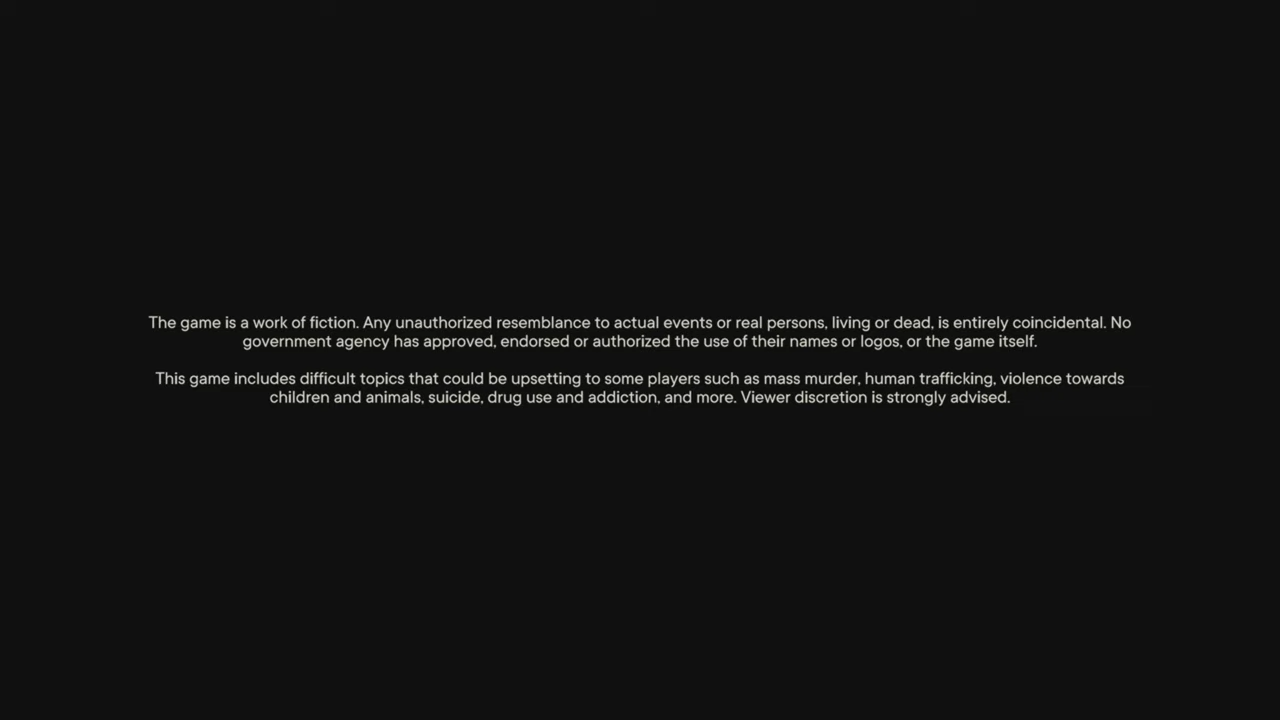 The game is a work of fiction. Any unauthorized resemblance to actual events or real persons, living or dead, is entirely coincidental. No
government agency has approved, endorsed or authorized the use of their names or logos, or the game itself.
This game includes difficult topics that could be upsetting to some players such as mass murder, human trafficking, violence towards
children and animals, suicide, drug use and addiction, and more. Viewer discretion is strongly advised.